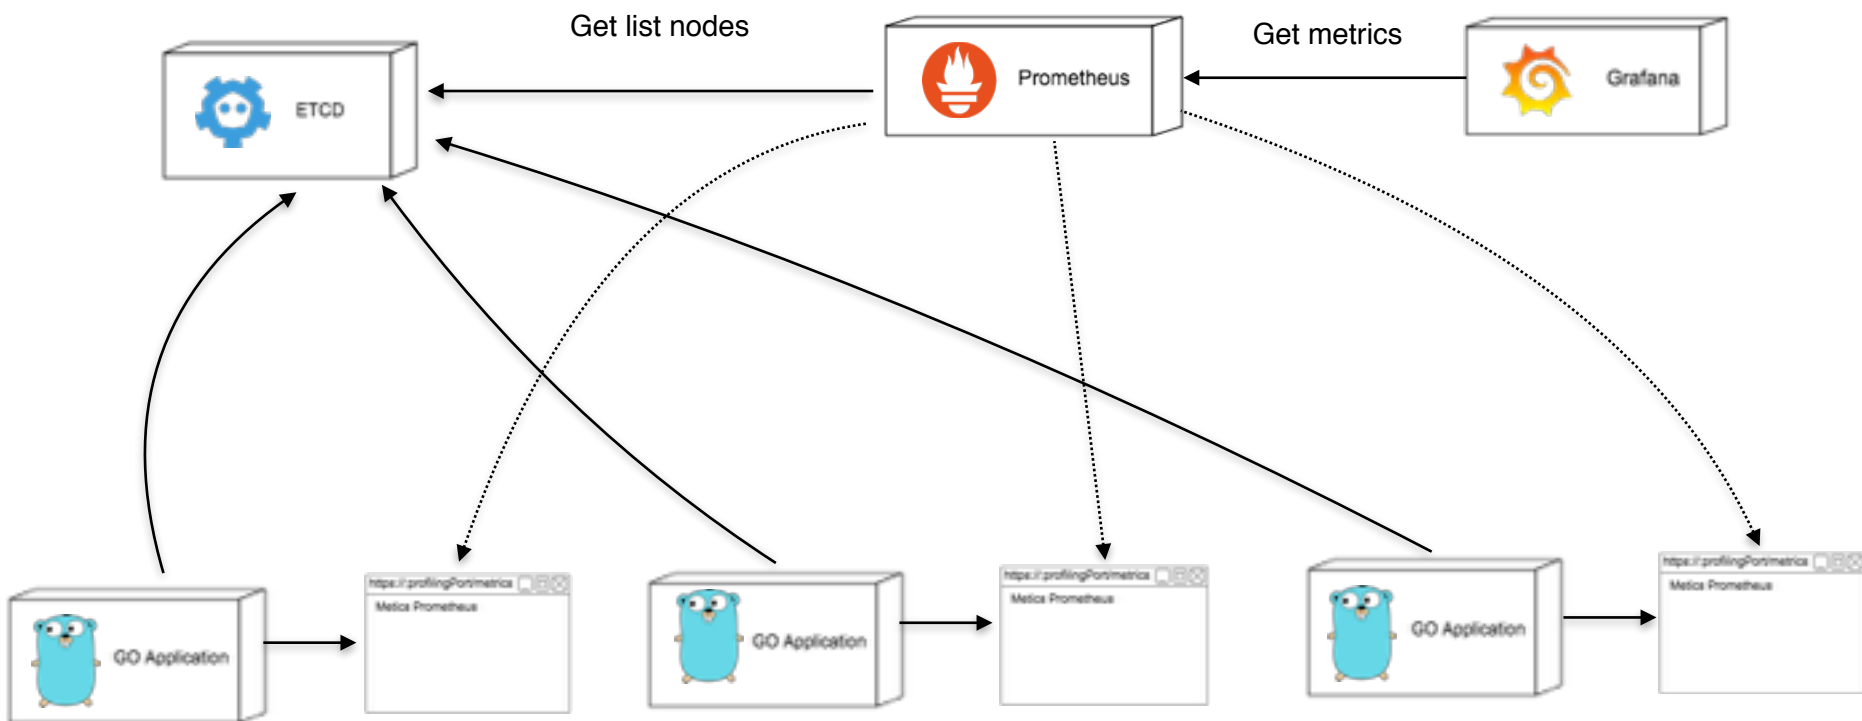 Get list nodes
Get metrics
ETCD
Prometheus
Grafana
GO Application
https://:profilingPort/metrics
Metics Prometheus
GO Application
https://:profilingPort/metrics
Metics Prometheus
GO Application
https://:profilingPort/metrics
Metics Prometheus